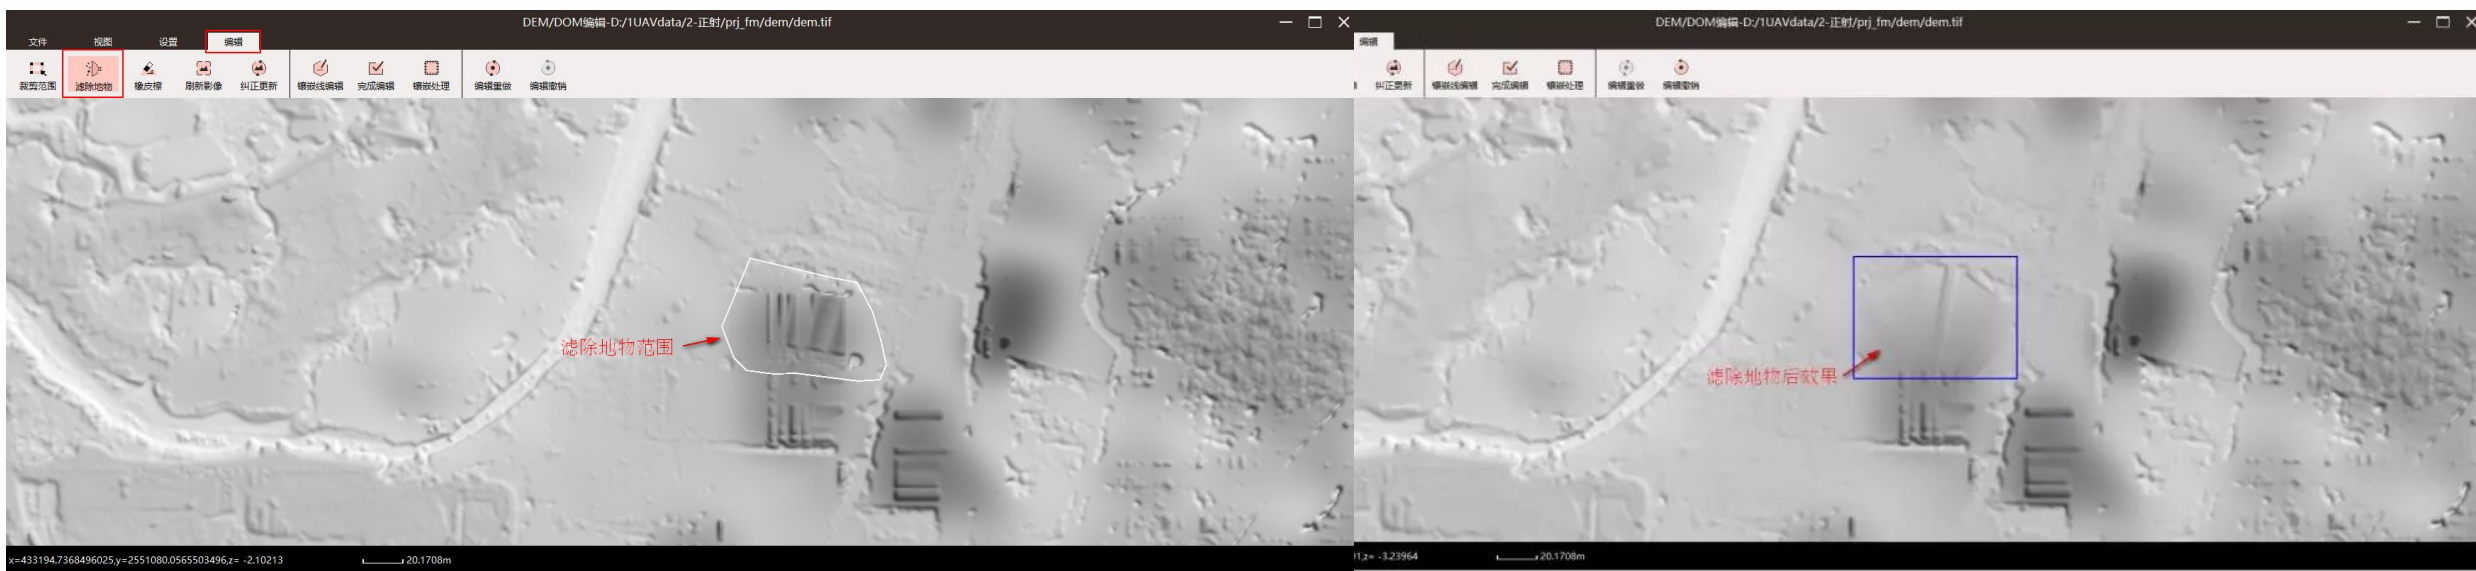 DEM/DOM编辑-D:/1UAVdata/2-正射/prj_fm/dem/dem.tif
文件 视图 设置 编辑
裁剪范围 滤除地物 橡皮檫 刷新影像 纠正更新 镶嵌线编辑 完成编辑 镶嵌处理 编辑重做 编辑撤销
滤除地物范围
x=433194.7368496025,y=2551080.0565503496,z= -2.10213 20.1708m
DEM/DOM编辑-D:/1UAVdata/2-正射/prj_fm/dem/dem.tif
编辑
纠正更新 镶嵌线编辑 完成编辑 镶嵌处理 编辑重做 编辑撤销
滤除地物后效果
z= -3.23964 20.1708m